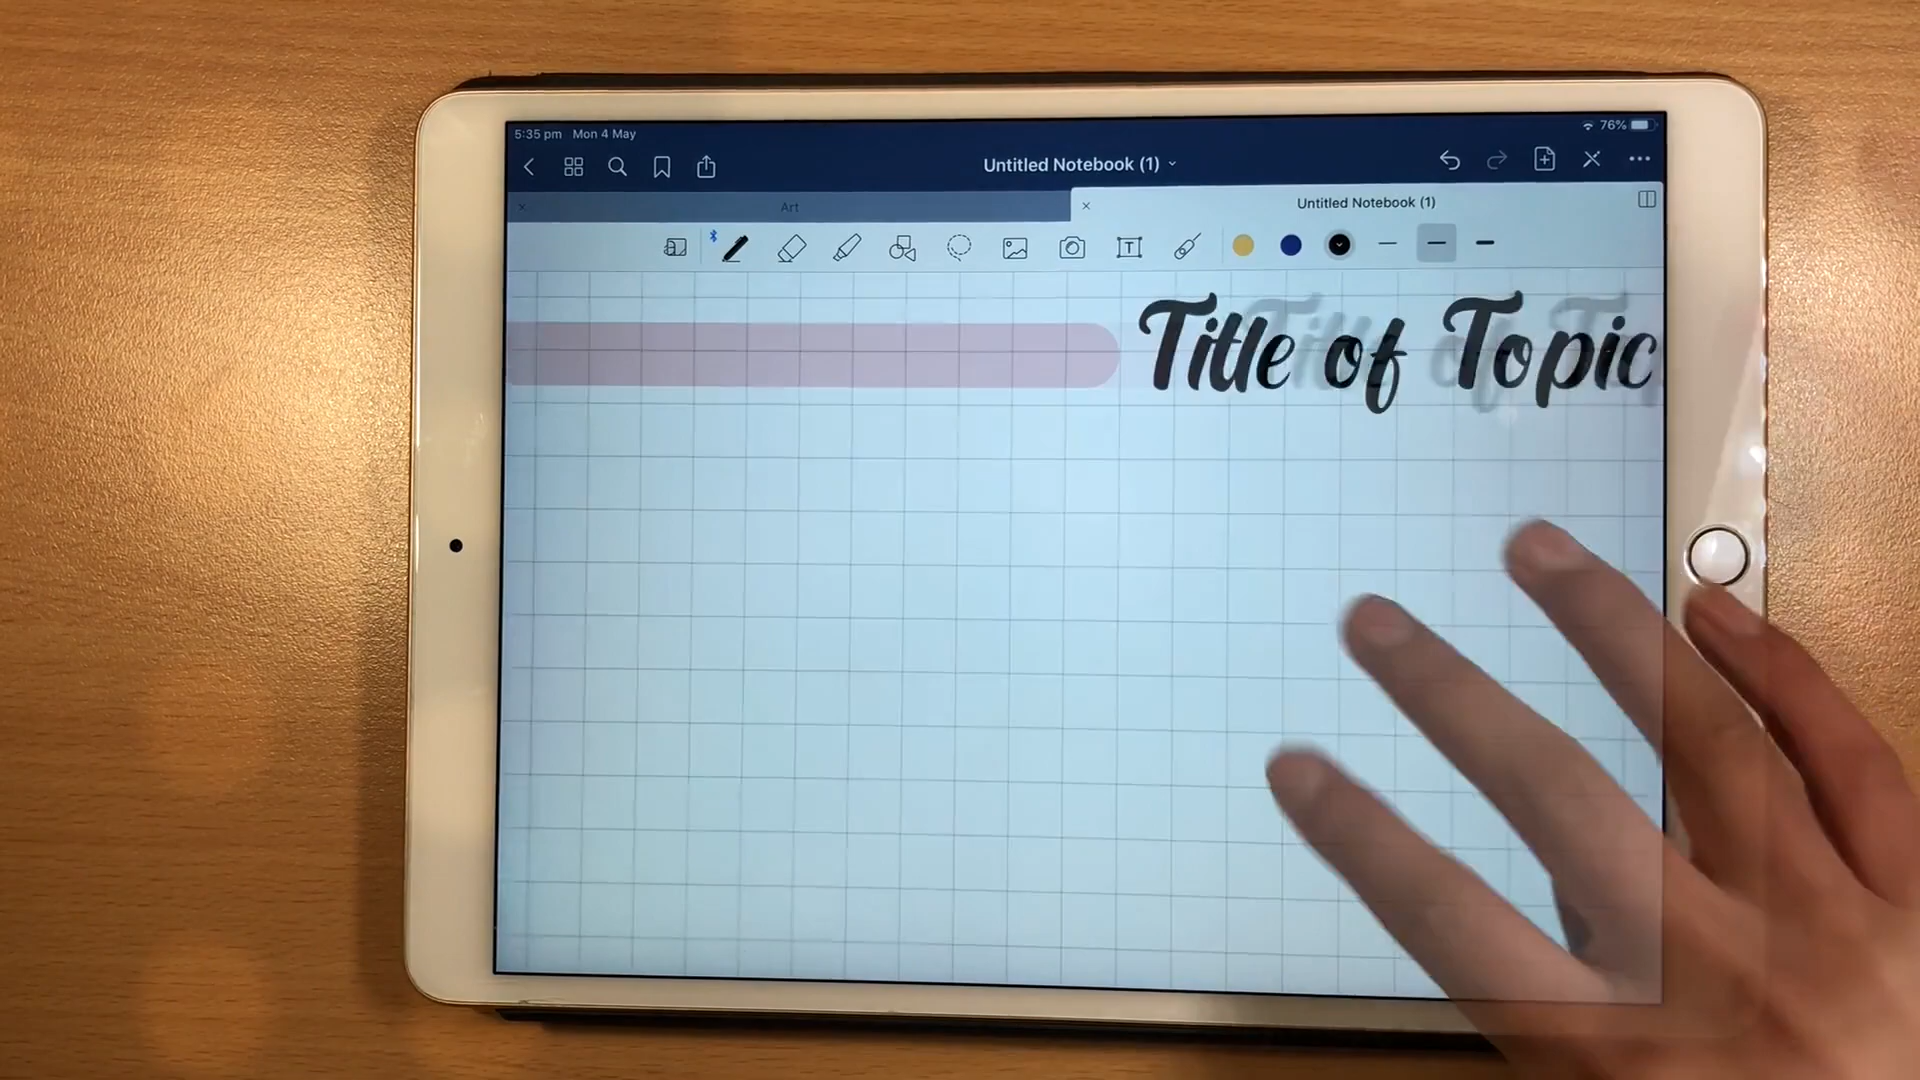 5:35 pm Mon 4 May 76%
Untitled Notebook (1)
Art Untitled Notebook (1)
T
Title of Topic